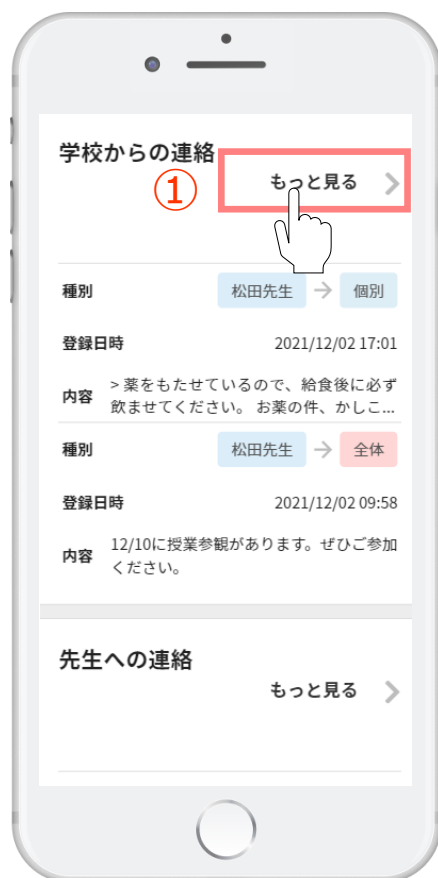 学校からの連絡
① もっと見る
種別 松田先生 → 個別
登録日時 2021/12/02 17:01
内容 > 薬をもたせているので、給食後に必ず
飲ませてください。 お薬の件、かしこ...
種別 松田先生 → 全体
登録日時 2021/12/02 09:58
内容 12/10に授業参観があります。ぜひご参加
ください。
先生への連絡
もっと見る